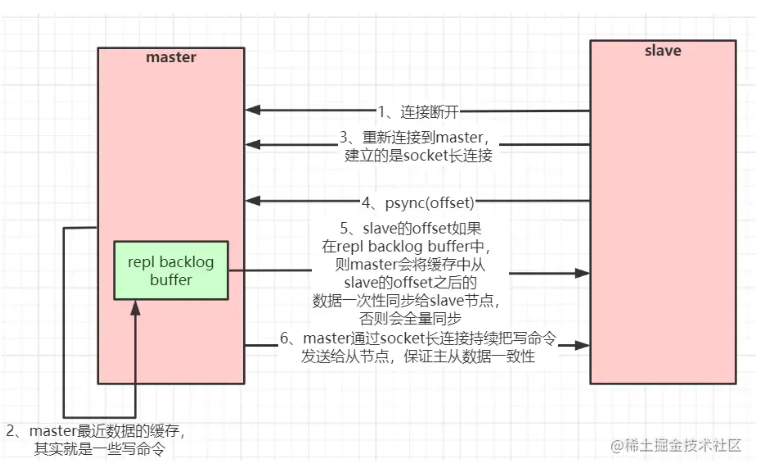 master
slave
1、连接断开
3、重新连接到master,
建立的是socket长连接
4、psync(offset)
5、slave的offset如果
在repl backlog buffer中,
则master会将缓存中从
slave的offset之后的
数据一次性同步给slave节点,
否则会全量同步
repl backlog
buffer
6、master通过socket长连接持续把写命令
发送给从节点，保证主从数据一致性
2、master最近数据的缓存,
其实就是一些写命令
@稀土掘金技术社区